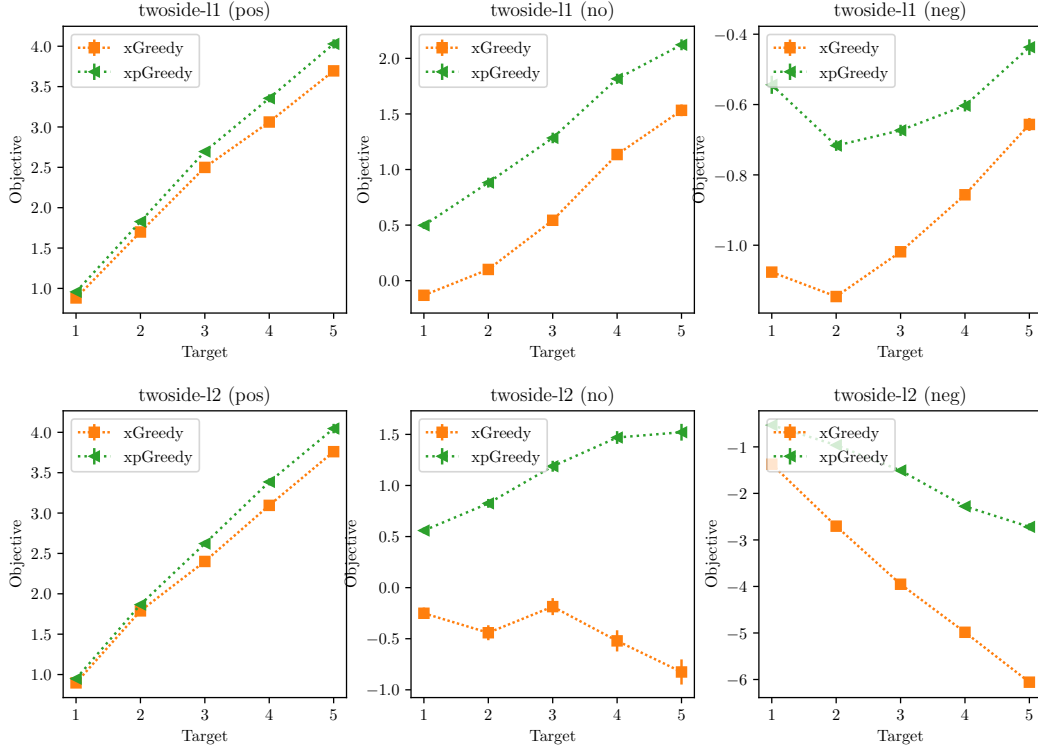 twoside-l1 (pos)
xGreedy
xpGreedy
4.0
3.5
3.0
2.5
2.0
1.5
1.0
Objective
1 2 3 4 5
Target
twoside-l1 (no)
xGreedy
xpGreedy
2.0
1.5
1.0
0.5
0.0
Objective
1 2 3 4 5
Target
twoside-l1 (neg)
xGreedy
xpGreedy
−0.4
−0.6
−0.8
−1.0
Objective
1 2 3 4 5
Target
twoside-l2 (pos)
xGreedy
xpGreedy
4.0
3.5
3.0
2.5
2.0
1.5
1.0
Objective
1 2 3 4 5
Target
twoside-l2 (no)
xGreedy
xpGreedy
1.5
1.0
0.5
0.0
−0.5
−1.0
Objective
1 2 3 4 5
Target
twoside-l2 (neg)
xGreedy
xpGreedy
−1
−2
−3
−4
−5
−6
Objective
1 2 3 4 5
Target